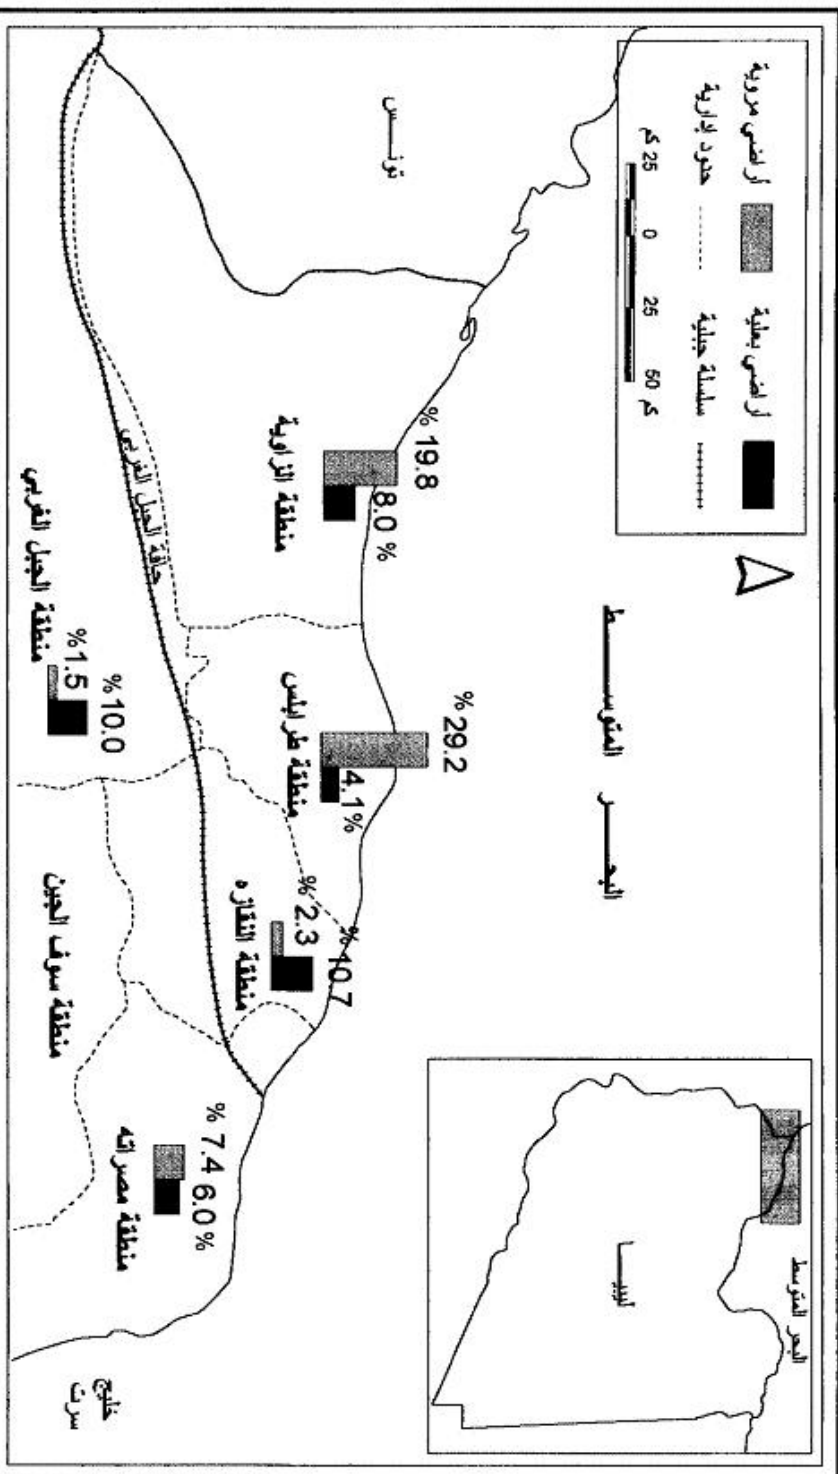 أراضي مروية
أراضي بعلية
حدود إدارية
سلسلة جبلية
25 كم
0
25
50 كم
البحر المتوسط
تونس
% 19.8
8.0 %
منطقة الزاوية
حافة الجبل الغربي
% 10.0
% 1.5
منطقة الجبل الغربي
% 29.2
4.1%
منطقة طرابلس
% 10.7
% 2.3
منطقة النقازه
منطقة سوف الجين
% 7.4
6.0 %
منطقة مصراته
خليج
سرت
البحر المتوسط
ليبيا